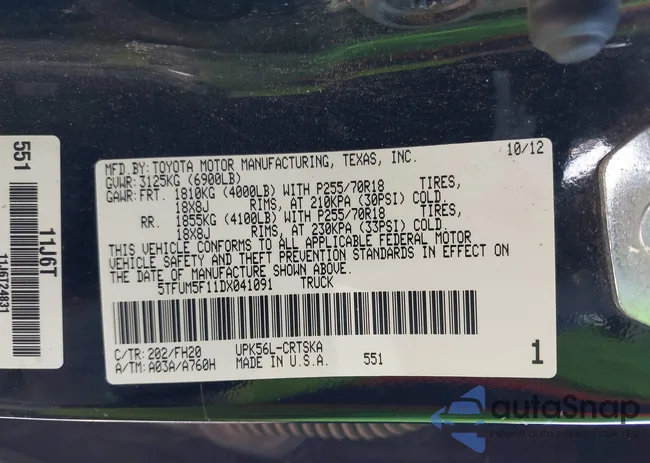 551
11J6T
11J6124831
MFD.BY:TOYOTA MOTOR MANUFACTURING, TEXAS, INC. 10/12
GVWR: 3125KG (6900LB)
GAWR: FRT. 1810KG (4000LB) WITH P255/70R18 TIRES,
18X8J RIMS, AT 210KPA (30PSI) COLD.
RR. 1855KG (4100LB) WITH P255/70R18 TIRES,
18X8J RIMS, AT 230KPA (33PSI) COLD.
THIS VEHICLE CONFORMS TO ALL APPLICABLE FEDERAL MOTOR
VEHICLE SAFETY AND THEFT PREVENTION STANDARDS IN EFFECT ON
THE DATE OF MANUFACTURE SHOWN ABOVE.
5TFUM5F11DX041091 TRUCK
C/TR: 202/FH20 UPK56L-CRTSKA
A/TM: A03A/A760H MADE IN U.S.A. 551 1
autoSnap